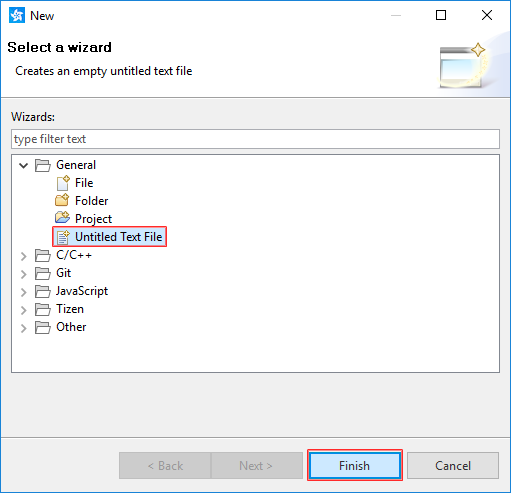 New
Select a wizard
Creates an empty untitled text file
Wizards:
type filter text
General
File
Folder
Project
Untitled Text File
C/C++
Git
JavaScript
Tizen
Other
< Back Next > Finish Cancel